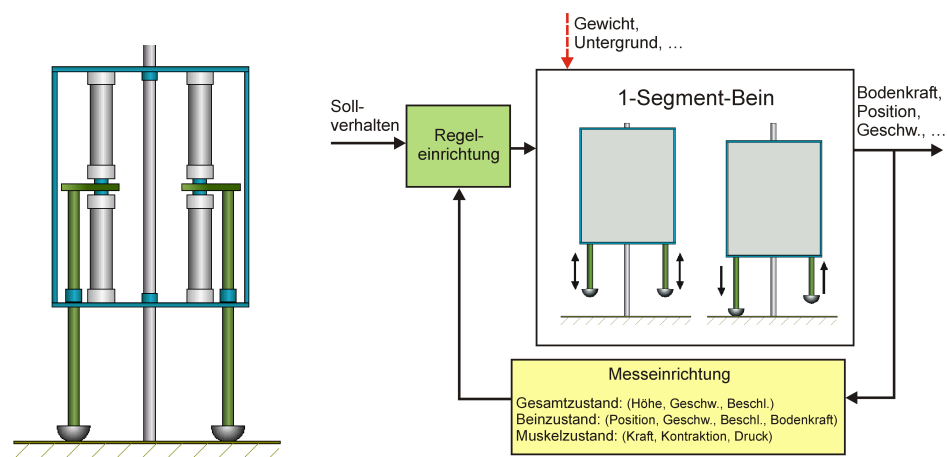 Gewicht,
Untergrund, ...
Soll-
verhalten
Regel-
einrichtung
1-Segment-Bein
Bodenkraft,
Position,
Geschw., ...
Messeinrichtung
Gesamtzustand: (Höhe, Geschw., Beschl.)
Beinzustand: (Position, Geschw., Beschl., Bodenkraft)
Muskelzustand: (Kraft, Kontraktion, Druck)